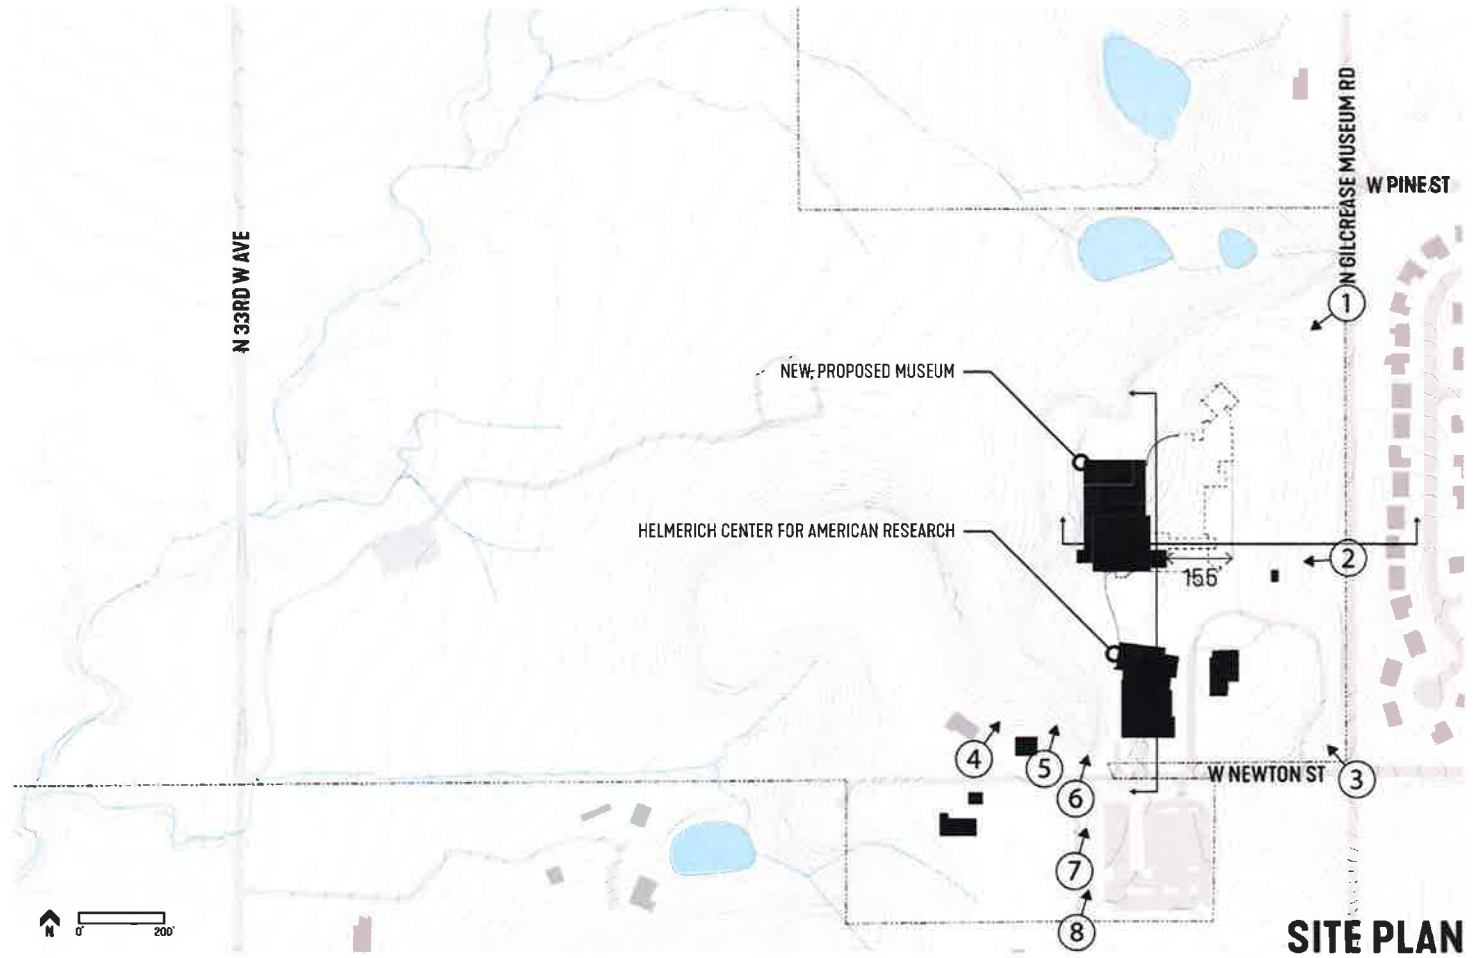 N GILCREASE MUSEUM RD
W PINE ST
N 33RD W AVE
1
NEW, PROPOSED MUSEUM
HELMERICH CENTER FOR AMERICAN RESEARCH
2
156'
4
5
6
W NEWTON ST
3
7
8
N
0'
200'
SITE PLAN